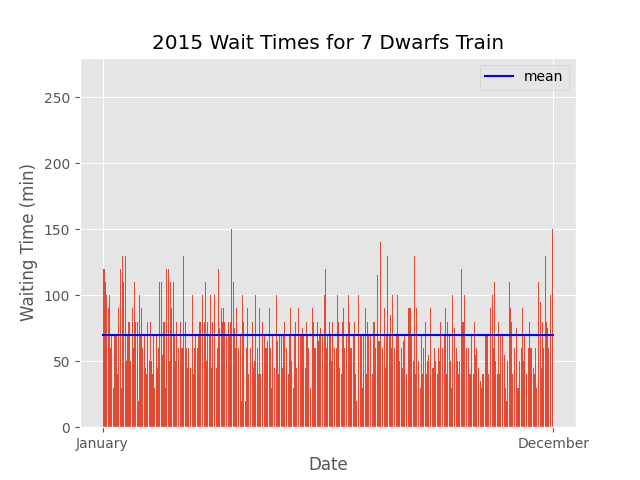 2015 Wait Times for 7 Dwarfs Train
mean
250
200
150
100
50
0
Waiting Time (min)
January
December
Date